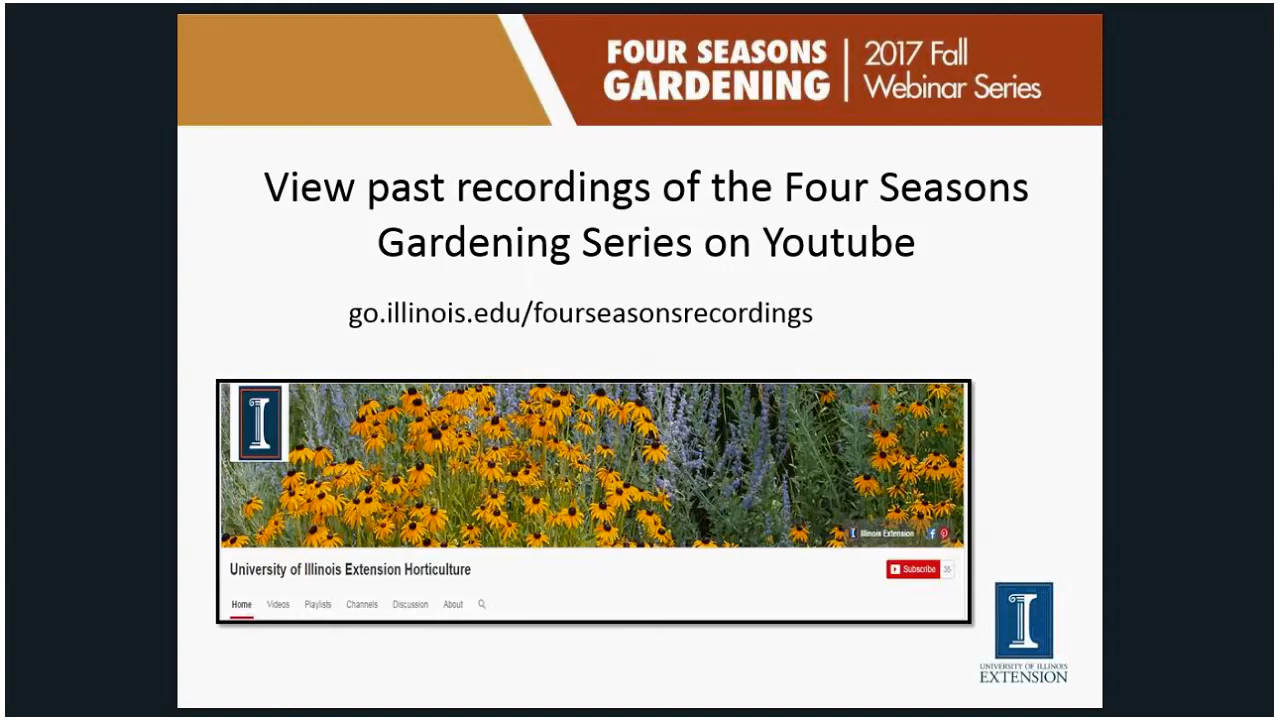 FOUR SEASONS
GARDENING
2017 Fall
Webinar Series
View past recordings of the Four Seasons
Gardening Series on Youtube
go.illinois.edu/fourseasonsrecordings
Illinois Extension
University of Illinois Extension Horticulture
Subscribe 35
Home Videos Playlists Channels Discussion About
UNIVERSITY OF ILLINOIS
EXTENSION